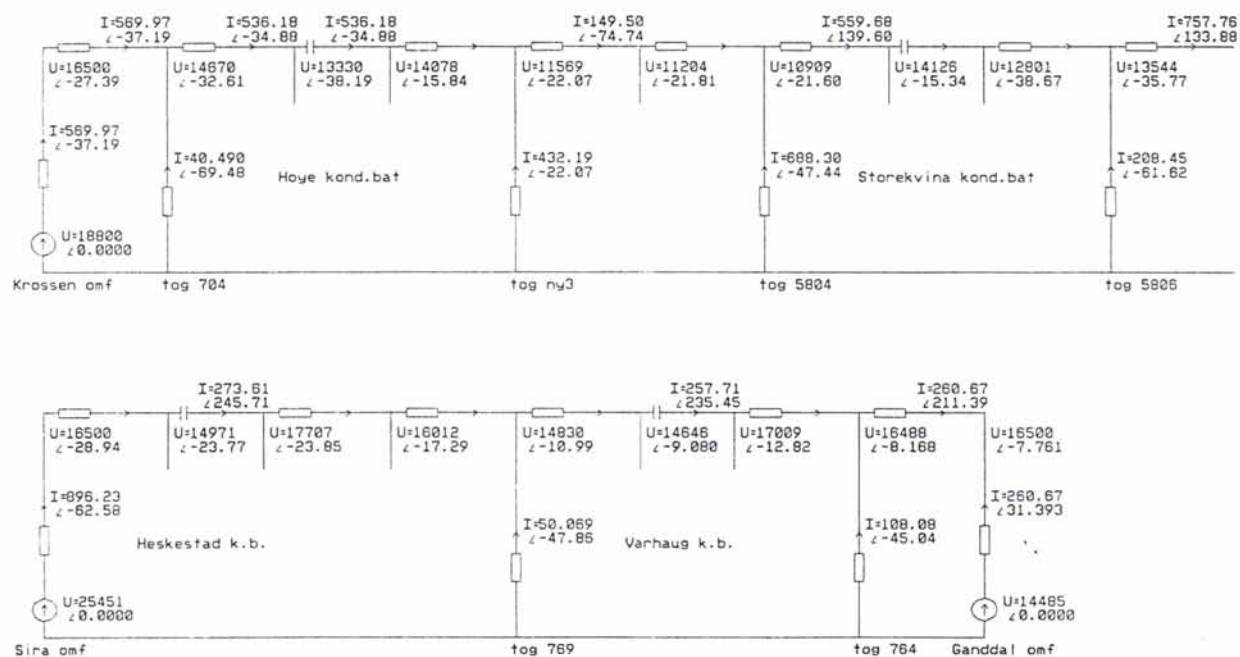 I=569.97 I=536.18 I=536.18 I=149.50 I=559.68 I=757.76
∠-37.19 ∠-34.88 ∠-34.88 ∠-74.74 ∠139.60 ∠133.88
U=16500 U=14670 U=13330 U=14078 U=11569 U=11204 U=10909 U=14126 U=12801 U=13544
∠-27.39 ∠-32.61 ∠-38.19 ∠-15.84 ∠-22.07 ∠-21.81 ∠-21.60 ∠-15.34 ∠-38.67 ∠-35.77
I=569.97
∠-37.19
I=40.490 I=432.19 I=688.30 I=208.45
∠-69.48 Hoye kond.bat ∠-22.07 ∠-47.44 Storekvina kond.bat ∠-61.62
U=18800
∠0.0000
Krossen omf tog 704 tog ny3 tog 5804 tog 5806
I=273.61 I=257.71 I=260.67
∠245.71 ∠235.45 ∠211.39
U=16500 U=14971 U=17707 U=16012 U=14830 U=14646 U=17009 U=16488 U=16500
∠-28.94 ∠-23.77 ∠-23.85 ∠-17.29 ∠-10.99 ∠-9.080 ∠-12.82 ∠-8.168 ∠-7.761
I=896.23 I=260.67
∠-62.58 ∠31.393
I=50.069 I=108.08
Heskestad k.b. ∠-47.86 Varhaug k.b. ∠-45.04
U=25451 U=14485
∠0.0000 ∠0.0000
Sira omf tog 769 tog 764 Ganddal omf